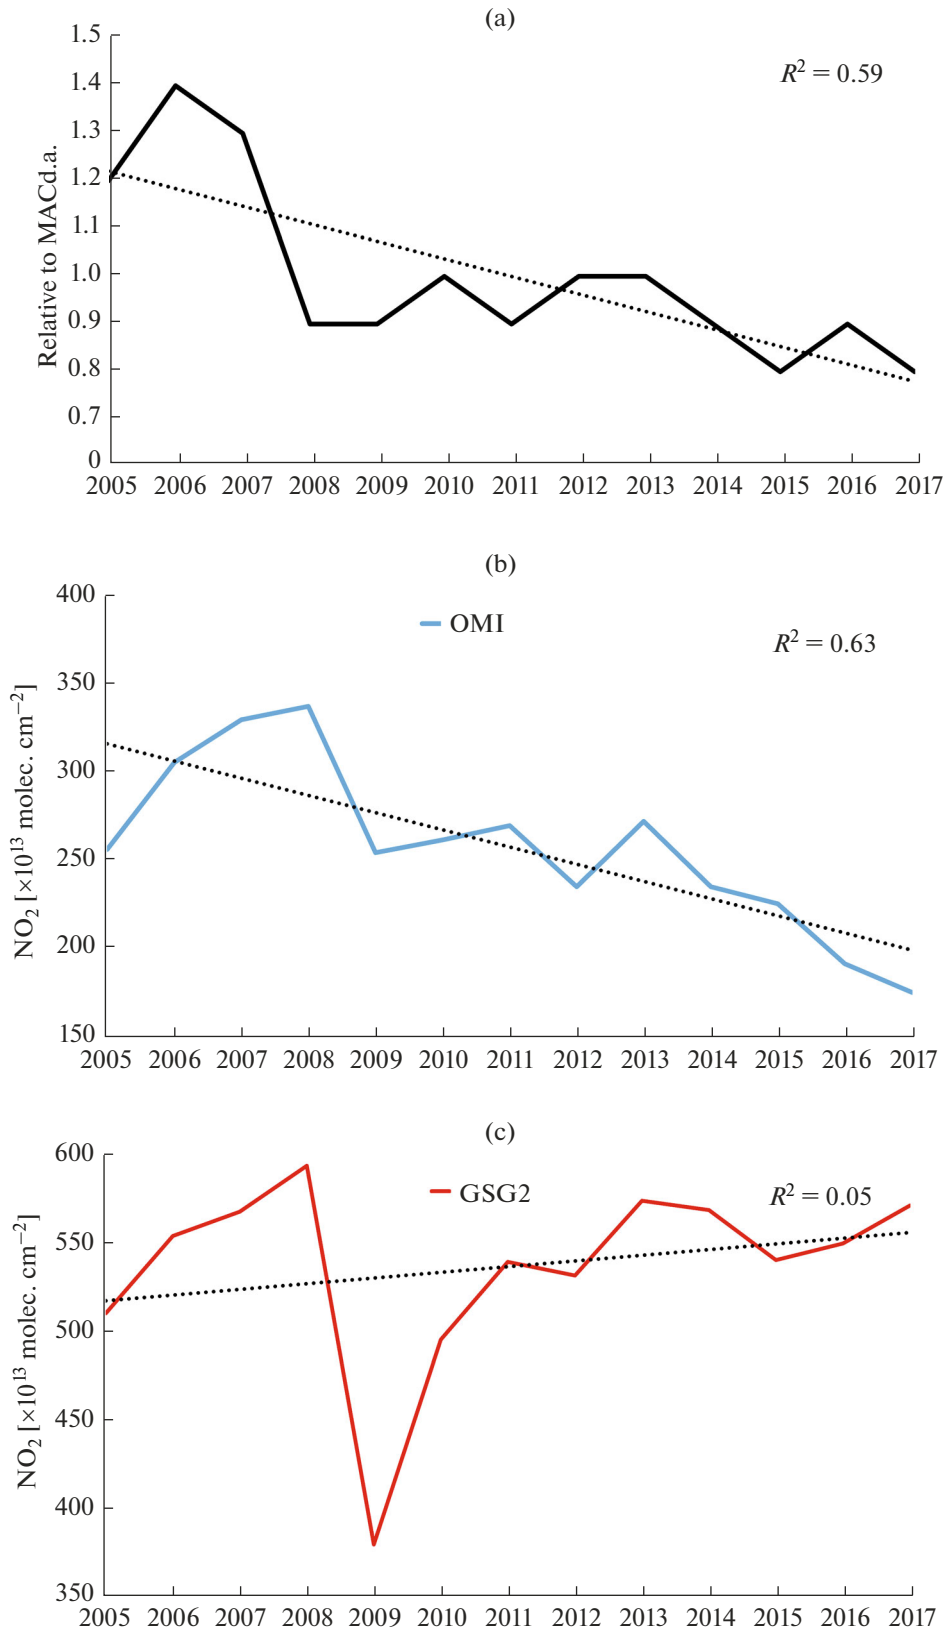 (a)
Relative to MACd.a.
1.5
1.4
1.3
1.2
1.1
1.0
0.9
0.8
0.7
0
R² = 0.59
2005 2006 2007 2008 2009 2010 2011 2012 2013 2014 2015 2016 2017
(b)
NO₂ [×10¹³ molec. cm⁻²]
400
350
300
250
200
150
OMI
R² = 0.63
2005 2006 2007 2008 2009 2010 2011 2012 2013 2014 2015 2016 2017
(c)
NO₂ [×10¹³ molec. cm⁻²]
600
550
500
450
400
350
GSG2
R² = 0.05
2005 2006 2007 2008 2009 2010 2011 2012 2013 2014 2015 2016 2017